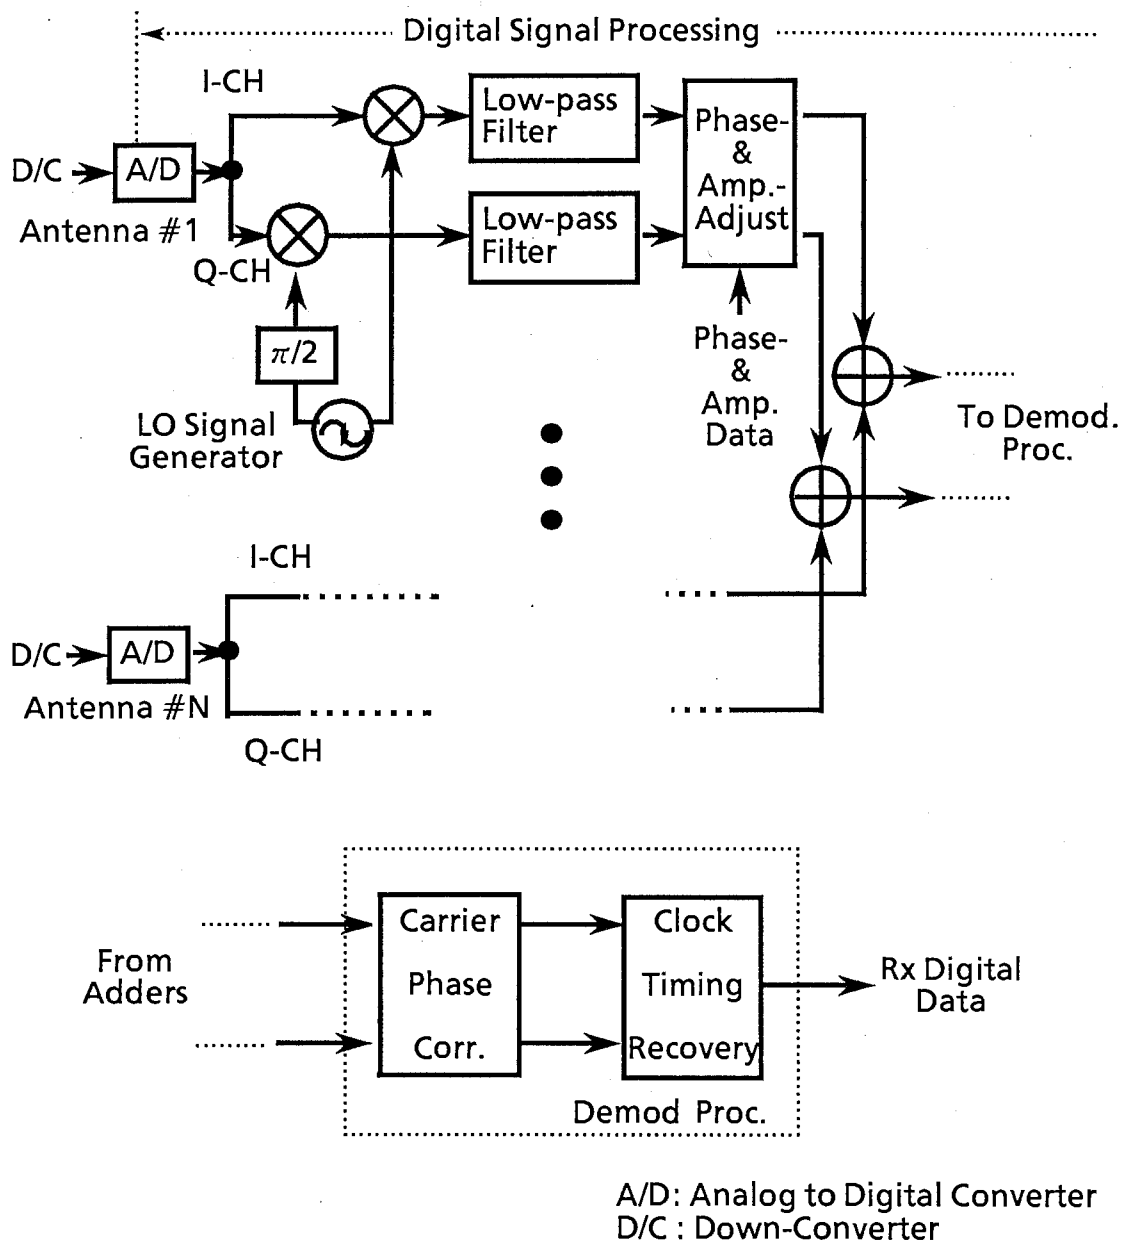 Digital Signal Processing
I-CH
D/C
A/D
Antenna #1
Q-CH
Low-pass
Filter
Low-pass
Filter
Phase-
&
Amp.-
Adjust
π/2
LO Signal
Generator
Phase-
&
Amp.
Data
To Demod.
Proc.
I-CH
D/C
A/D
Antenna #N
Q-CH
From
Adders
Carrier
Phase
Corr.
Clock
Timing
Recovery
Demod Proc.
Rx Digital
Data
A/D: Analog to Digital Converter
D/C : Down-Converter